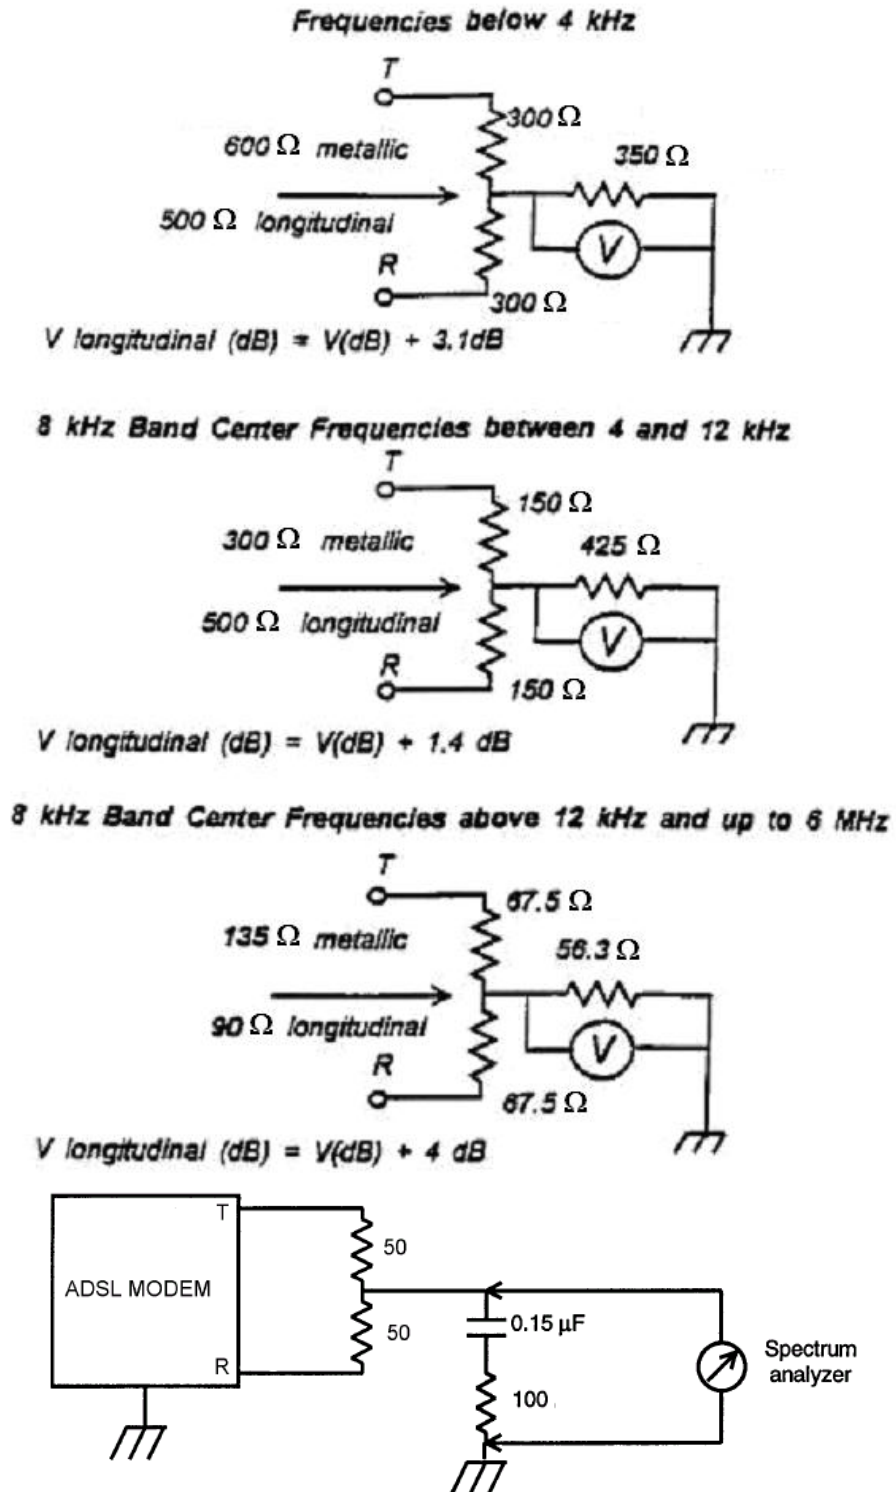 Frequencies below 4 kHz
T
300 Ω
600 Ω metallic
350 Ω
500 Ω longitudinal
V
R
300 Ω
V longitudinal (dB) = V(dB) + 3.1dB
8 kHz Band Center Frequencies between 4 and 12 kHz
T
150 Ω
300 Ω metallic
425 Ω
500 Ω longitudinal
V
R
150 Ω
V longitudinal (dB) = V(dB) + 1.4 dB
8 kHz Band Center Frequencies above 12 kHz and up to 6 MHz
T
67.5 Ω
135 Ω metallic
56.3 Ω
90 Ω longitudinal
V
R
67.5 Ω
V longitudinal (dB) = V(dB) + 4 dB
T
50
ADSL MODEM
0.15 µF
50
Spectrum
analyzer
R
100